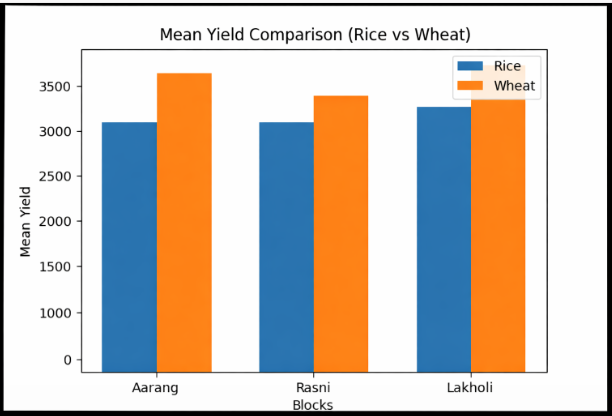 Mean Yield Comparison (Rice vs Wheat)
Rice
Wheat
3500
3000
2500
2000
1500
1000
0
Mean Yield
Aarang
Rasni
Lakholi
Blocks